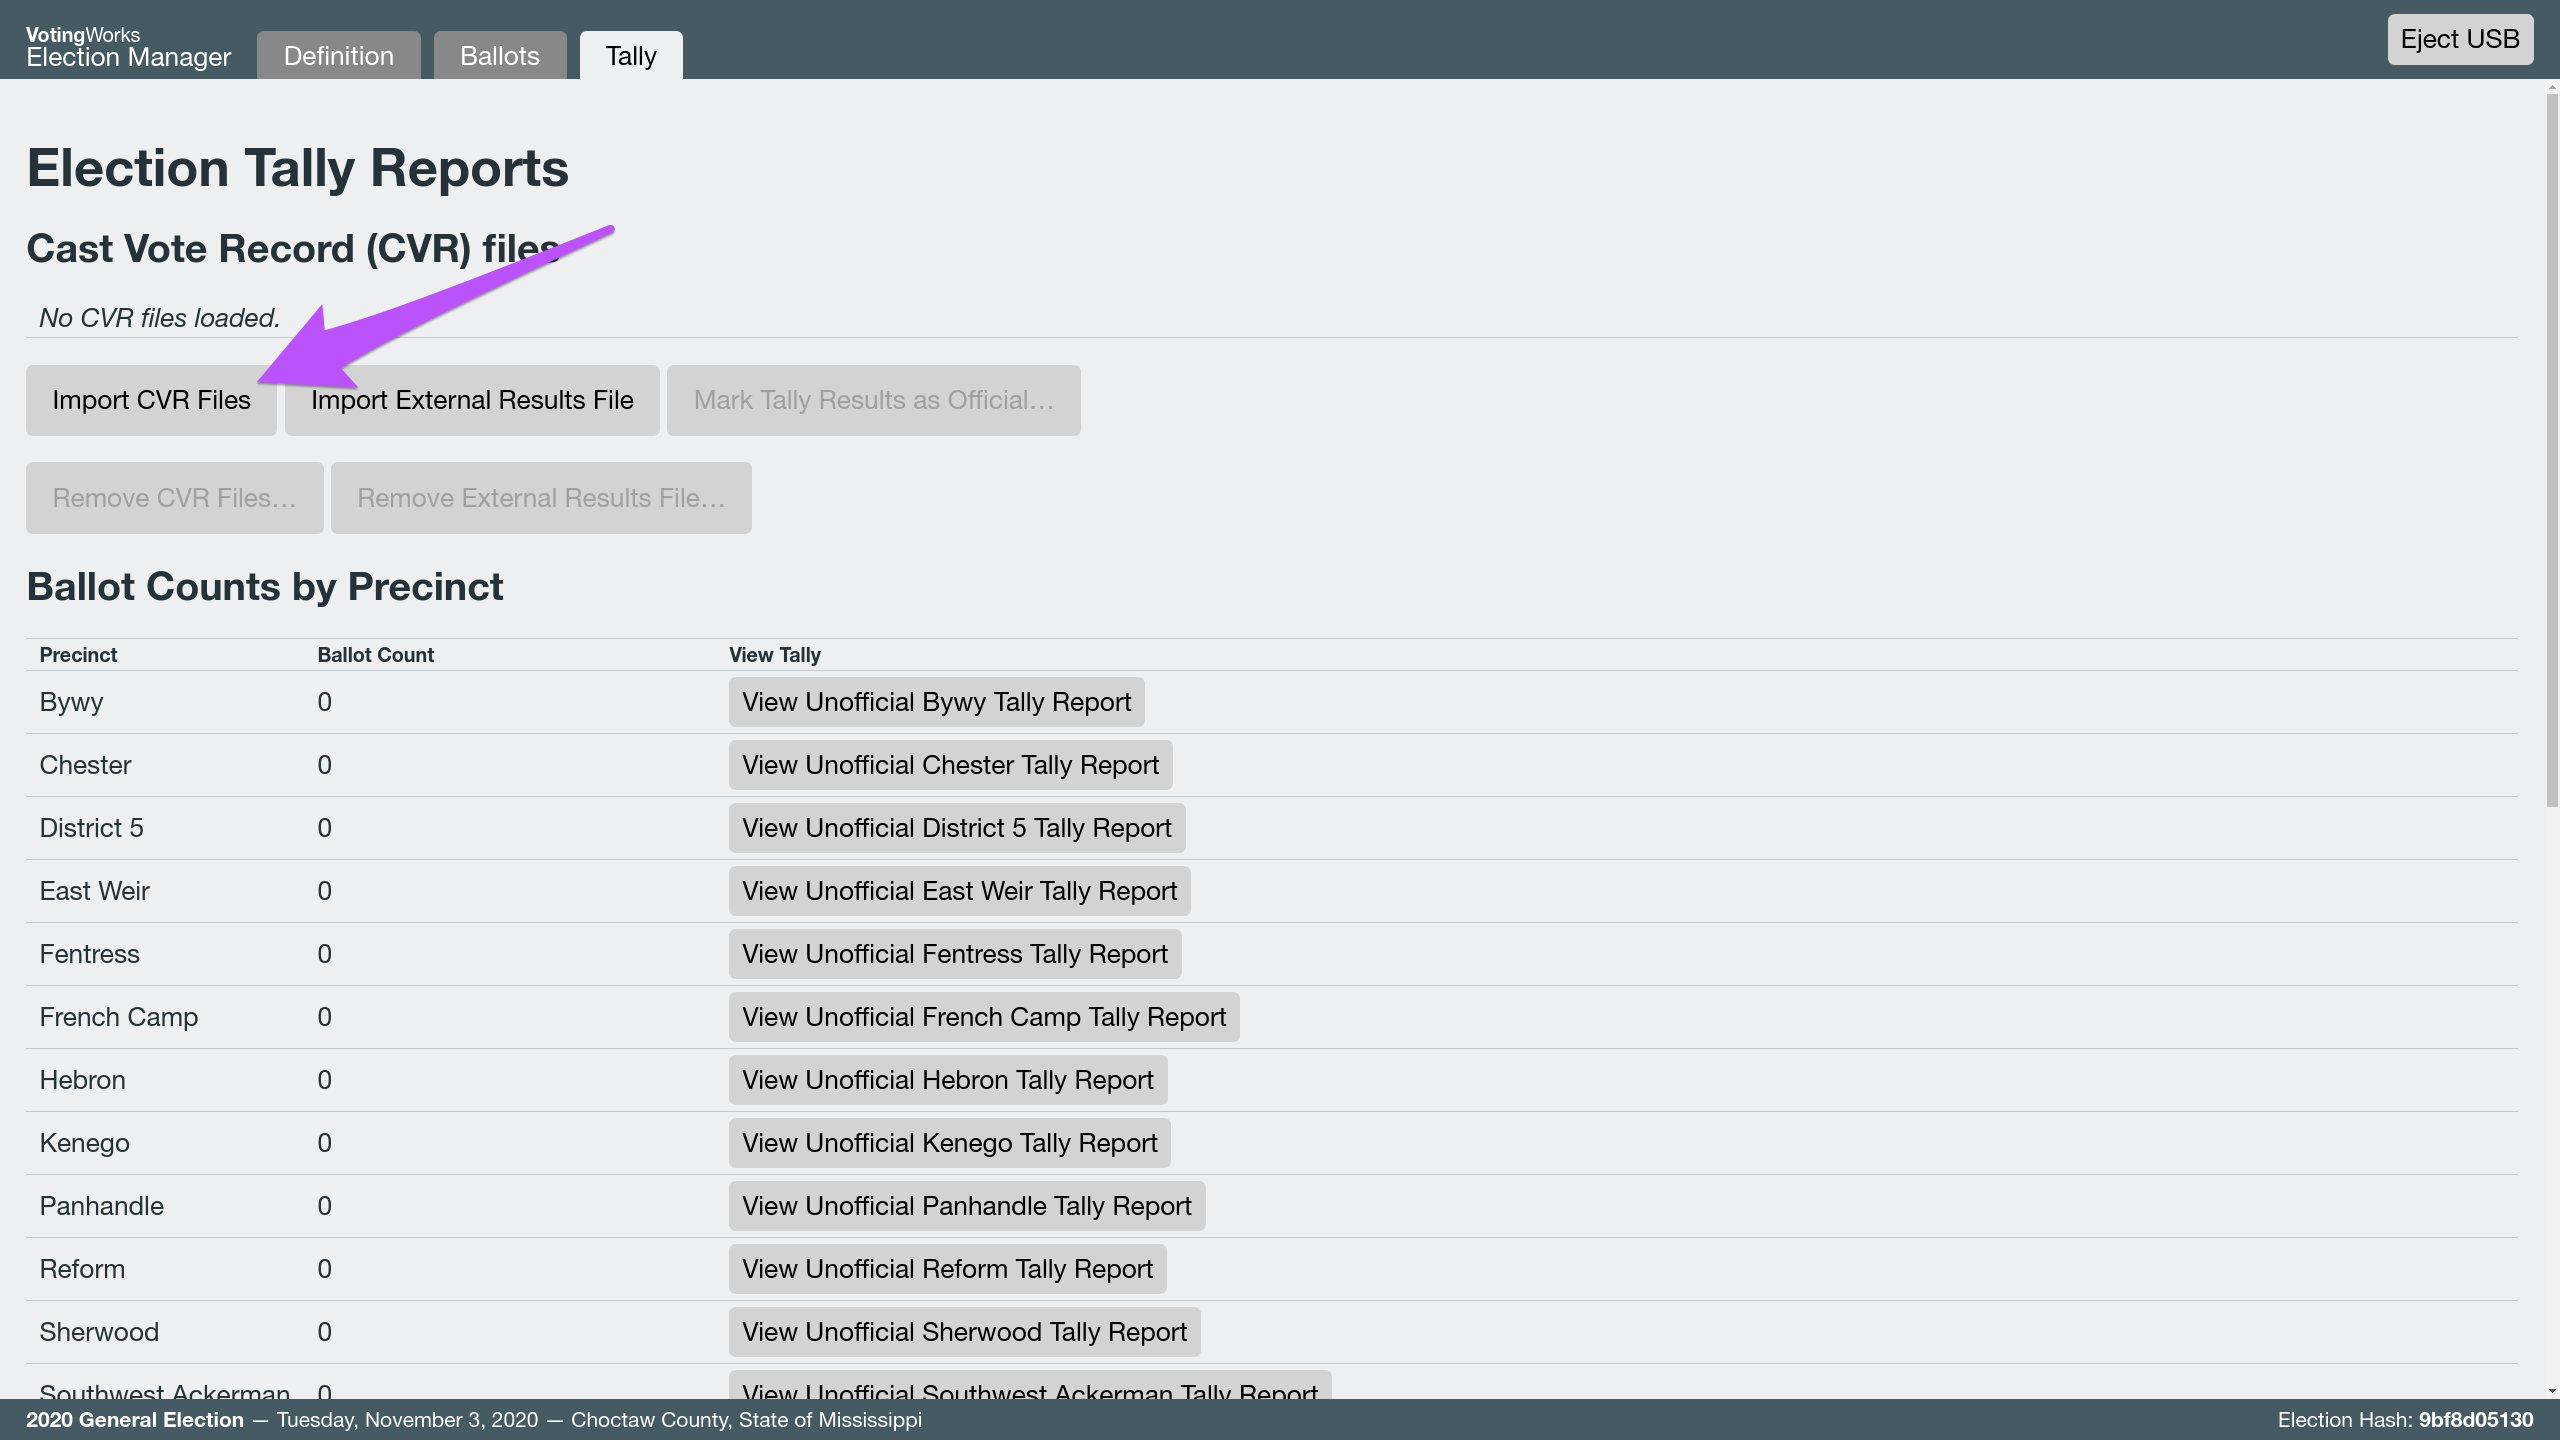 VotingWorks
Election Manager
Definition
Ballots
Tally
Eject USB
Election Tally Reports
Cast Vote Record (CVR) files
No CVR files loaded.
Import CVR Files
Import External Results File
Mark Tally Results as Official…
Remove CVR Files…
Remove External Results File…
Ballot Counts by Precinct
Precinct Ballot Count View Tally
Bywy 0 View Unofficial Bywy Tally Report
Chester 0 View Unofficial Chester Tally Report
District 5 0 View Unofficial District 5 Tally Report
East Weir 0 View Unofficial East Weir Tally Report
Fentress 0 View Unofficial Fentress Tally Report
French Camp 0 View Unofficial French Camp Tally Report
Hebron 0 View Unofficial Hebron Tally Report
Kenego 0 View Unofficial Kenego Tally Report
Panhandle 0 View Unofficial Panhandle Tally Report
Reform 0 View Unofficial Reform Tally Report
Sherwood 0 View Unofficial Sherwood Tally Report
Southwest Ackerman 0 View Unofficial Southwest Ackerman Tally Report
2020 General Election — Tuesday, November 3, 2020 — Choctaw County, State of Mississippi
Election Hash: 9bf8d05130